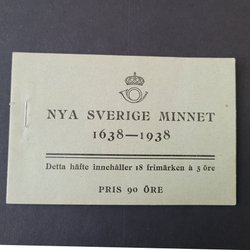 NYA SVERIGE MINNET
1638—1938
Detta häfte innehåller 18 frimärken à 5 öre
PRIS 90 ÖRE